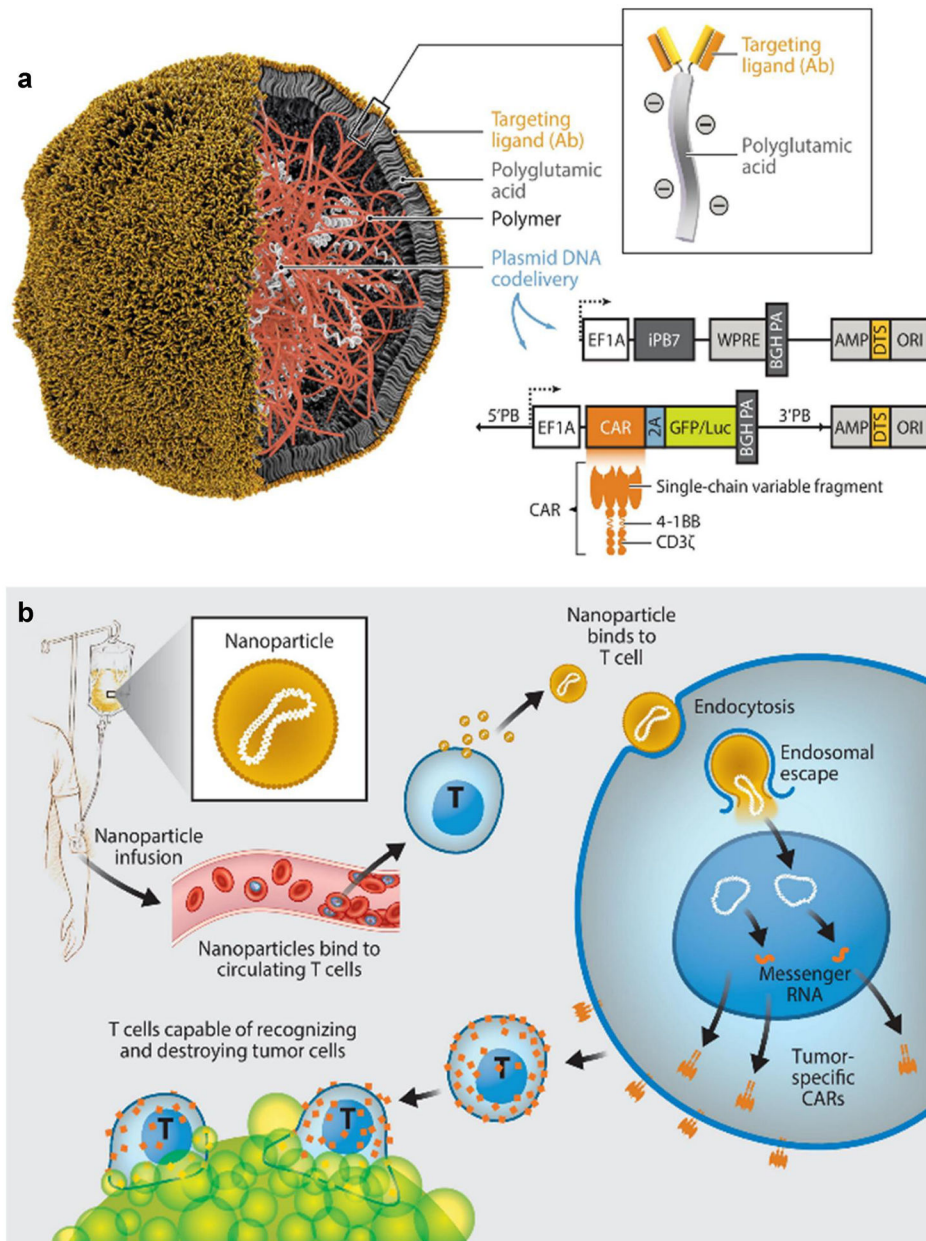 a
Targeting
ligand (Ab)
Polyglutamic
acid
Targeting
ligand (Ab)
Polyglutamic
acid
Polymer
Plasmid DNA
codelivery
EF1A
iPB7
WPRE
BGH PA
AMP
DTS
ORI
5'PB
EF1A
CAR
2A
GFP/Luc
BGH PA
3'PB
AMP
DTS
ORI
CAR
Single-chain variable fragment
4-1BB
CD3ζ
b
Nanoparticle
Nanoparticle
binds to
T cell
T
Endocytosis
Endosomal
escape
Nanoparticle
infusion
Nanoparticles bind to
circulating T cells
Messenger
RNA
Tumor-
specific
CARs
T cells capable of recognizing
and destroying tumor cells
T
T
T